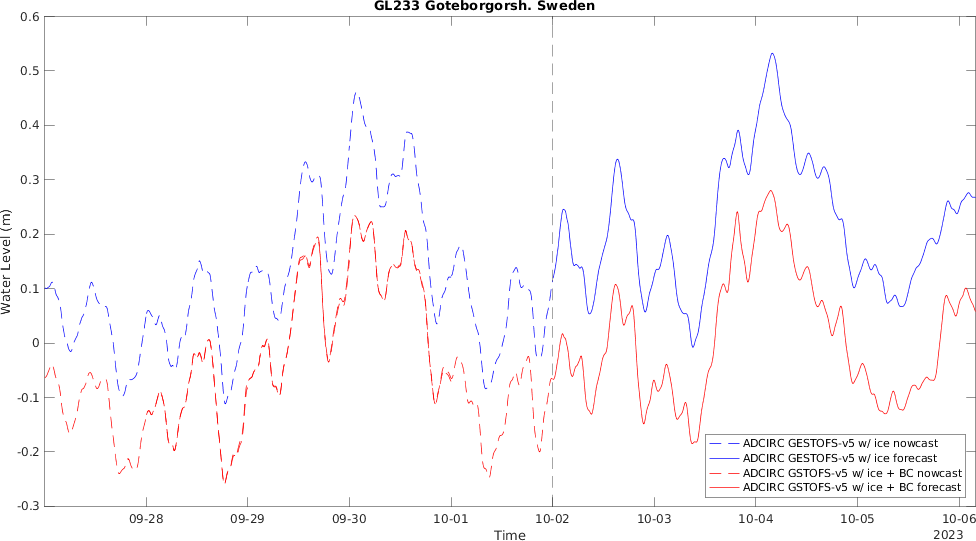 GL233 Goteborgorsh. Sweden
0.6
0.5
0.4
0.3
0.2
0.1
0
-0.1
-0.2
-0.3
Water Level (m)
ADCIRC GESTOFS-v5 w/ ice nowcast
ADCIRC GESTOFS-v5 w/ ice forecast
ADCIRC GSTOFS-v5 w/ ice + BC nowcast
ADCIRC GSTOFS-v5 w/ ice + BC forecast
09-28 09-29 09-30 10-01 10-02 10-03 10-04 10-05 10-06
Time 2023